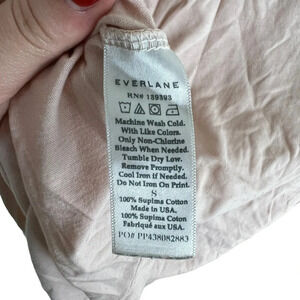 EVERLANE
RN# 139393
Machine Wash Cold.
With Like Colors.
Only Non-Chlorine
Bleach When Needed.
Tumble Dry Low.
Remove Promptly.
Cool Iron if Needed.
Do Not Iron On Print.
S
100% Supima Cotton
Made in USA.
100% Supima Coton
Fabriqué aux USA.
PO# PP438082883